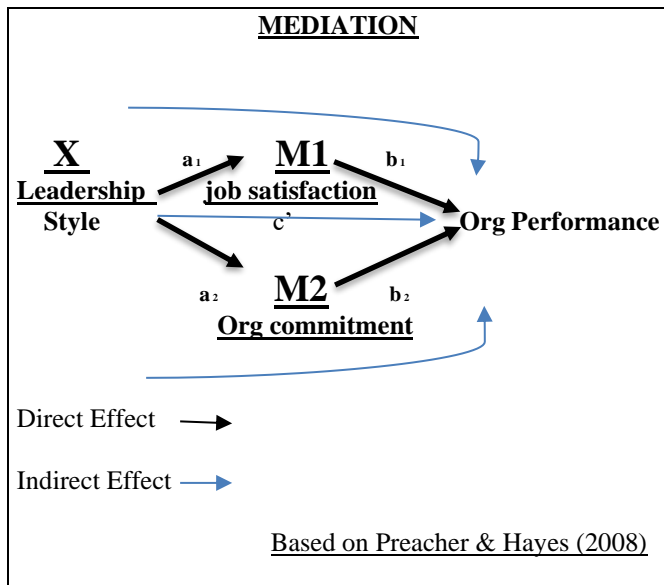 MEDIATION
X a₁ M1 b₁
Leadership job satisfaction
Style c' Org Performance
a₂ M2 b₂
Org commitment
Direct Effect
Indirect Effect
Based on Preacher & Hayes (2008)